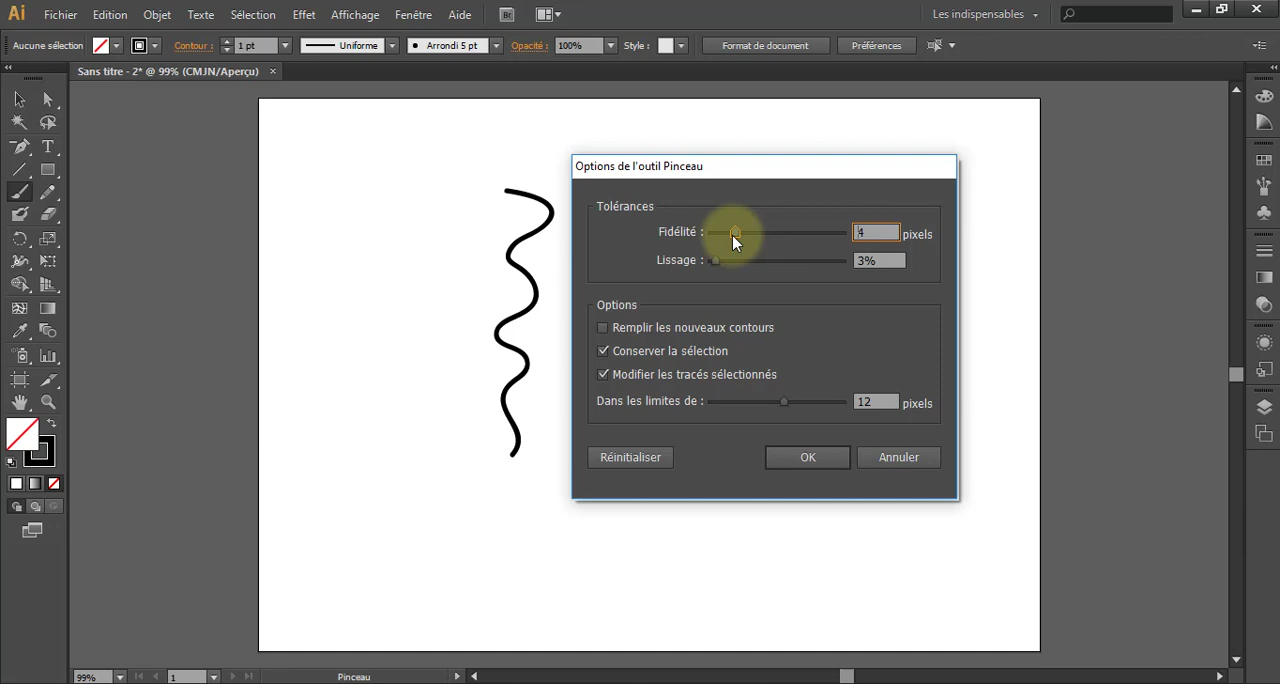 Ai Fichier Edition Objet Texte Sélection Effet Affichage Fenêtre Aide Br Les indispensables
Aucune sélection Contour : 1 pt Uniforme Arrondi 5 pt Opacité : 100% Style : Format de document Préférences
Sans titre - 2* @ 99% (CMJN/Aperçu) ×
Options de l'outil Pinceau
Tolérances
Fidélité : 4 pixels
Lissage : 3%
Options
Remplir les nouveaux contours
Conserver la sélection
Modifier les tracés sélectionnés
Dans les limites de : 12 pixels
Réinitialiser OK Annuler
99% 1 Pinceau